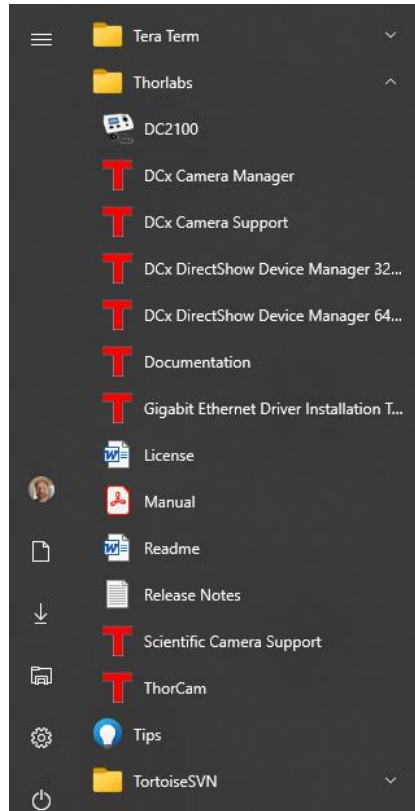 Tera Term
Thorlabs
DC2100
DCx Camera Manager
DCx Camera Support
DCx DirectShow Device Manager 32...
DCx DirectShow Device Manager 64...
Documentation
Gigabit Ethernet Driver Installation T...
License
Manual
Readme
Release Notes
Scientific Camera Support
ThorCam
Tips
TortoiseSVN